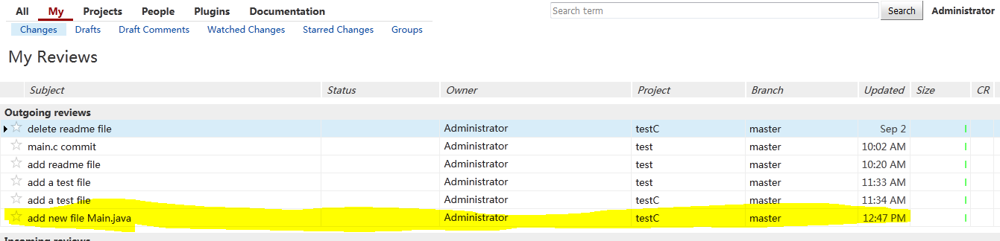 All My Projects People Plugins Documentation Search term Search Administrator
Changes Drafts Draft Comments Watched Changes Starred Changes Groups
My Reviews
Subject Status Owner Project Branch Updated Size CR
Outgoing reviews
delete readme file Administrator testC master Sep 2
main.c commit Administrator test master 10:02 AM
add readme file Administrator test master 10:20 AM
add a test file Administrator test master 11:33 AM
add a test file Administrator testC master 11:34 AM
add new file Main.java Administrator testC master 12:47 PM
Incoming reviews